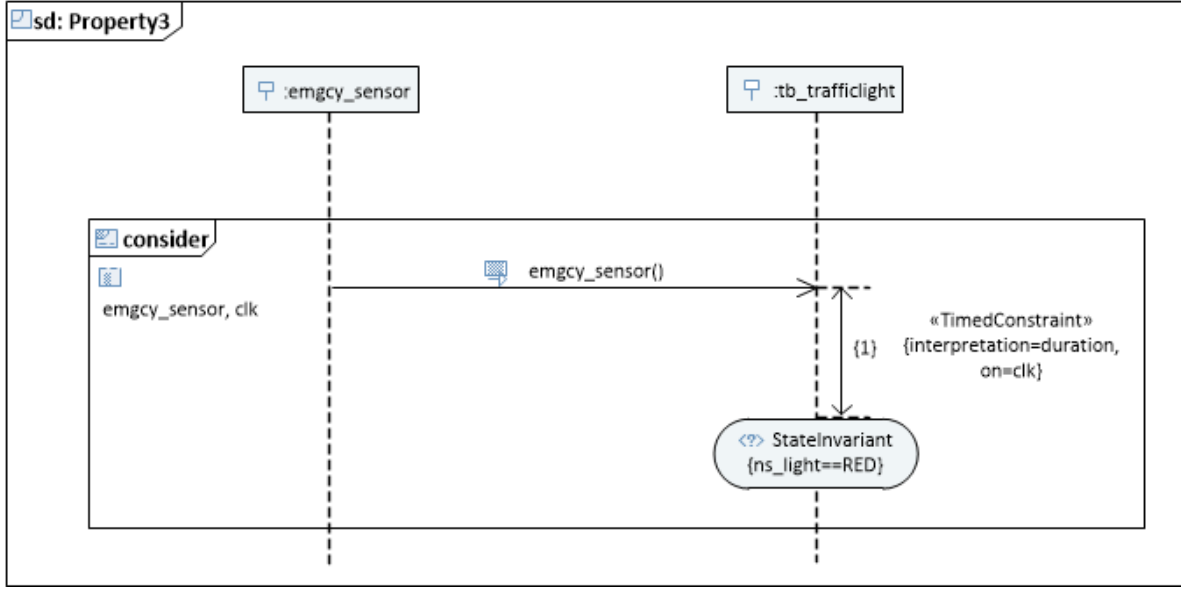 sd: Property3
:emgcy_sensor
:tb_trafficlight
consider
emgcy_sensor()
emgcy_sensor, clk
«TimedConstraint»
{1}
{interpretation=duration,
on=clk}
<?> StateInvariant
{ns_light==RED}